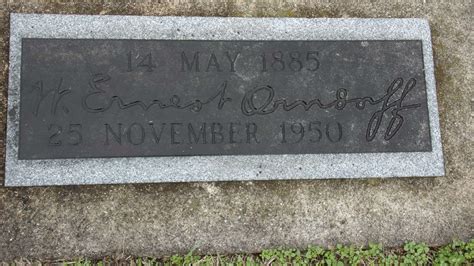 14 MAY 1885
H. Ernest Orndoff
25 NOVEMBER 1950